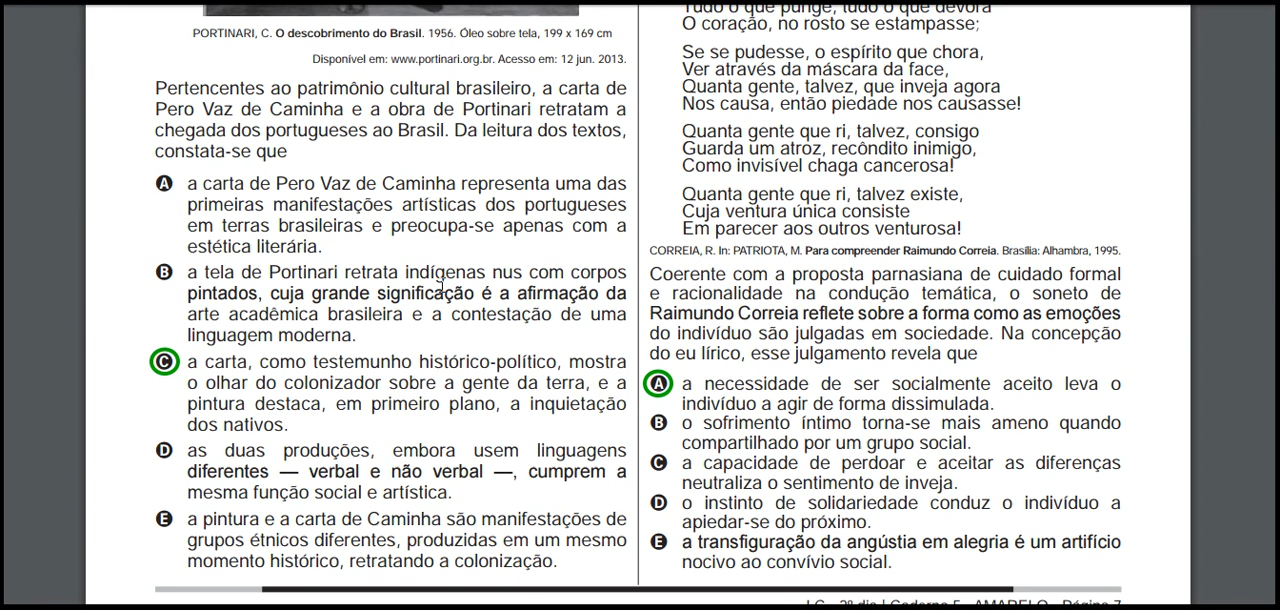 PORTINARI, C. O descobrimento do Brasil. 1956. Óleo sobre tela, 199 x 169 cm
Disponível em: www.portinari.org.br. Acesso em: 12 jun. 2013.
Pertencentes ao patrimônio cultural brasileiro, a carta de
Pero Vaz de Caminha e a obra de Portinari retratam a
chegada dos portugueses ao Brasil. Da leitura dos textos,
constata-se que
A a carta de Pero Vaz de Caminha representa uma das
primeiras manifestações artísticas dos portugueses
em terras brasileiras e preocupa-se apenas com a
estética literária.
B a tela de Portinari retrata indígenas nus com corpos
pintados, cuja grande significação é a afirmação da
arte acadêmica brasileira e a contestação de uma
linguagem moderna.
C a carta, como testemunho histórico-político, mostra
o olhar do colonizador sobre a gente da terra, e a
pintura destaca, em primeiro plano, a inquietação
dos nativos.
D as duas produções, embora usem linguagens
diferentes — verbal e não verbal —, cumprem a
mesma função social e artística.
E a pintura e a carta de Caminha são manifestações de
grupos étnicos diferentes, produzidas em um mesmo
momento histórico, retratando a colonização.
Tudo o que punge, tudo o que devora
O coração, no rosto se estampasse;
Se se pudesse, o espírito que chora,
Ver através da máscara da face,
Quanta gente, talvez, que inveja agora
Nos causa, então piedade nos causasse!
Quanta gente que ri, talvez, consigo
Guarda um atroz, recôndito inimigo,
Como invisível chaga cancerosa!
Quanta gente que ri, talvez existe,
Cuja ventura única consiste
Em parecer aos outros venturosa!
CORREIA, R. In: PATRIOTA, M. Para compreender Raimundo Correia. Brasília: Alhambra, 1995.
Coerente com a proposta parnasiana de cuidado formal
e racionalidade na condução temática, o soneto de
Raimundo Correia reflete sobre a forma como as emoções
do indivíduo são julgadas em sociedade. Na concepção
do eu lírico, esse julgamento revela que
A a necessidade de ser socialmente aceito leva o
indivíduo a agir de forma dissimulada.
B o sofrimento íntimo torna-se mais ameno quando
compartilhado por um grupo social.
C a capacidade de perdoar e aceitar as diferenças
neutraliza o sentimento de inveja.
D o instinto de solidariedade conduz o indivíduo a
apiedar-se do próximo.
E a transfiguração da angústia em alegria é um artifício
nocivo ao convívio social.
LC - 2º dia | Caderno 5 - AMARELO - Página 7